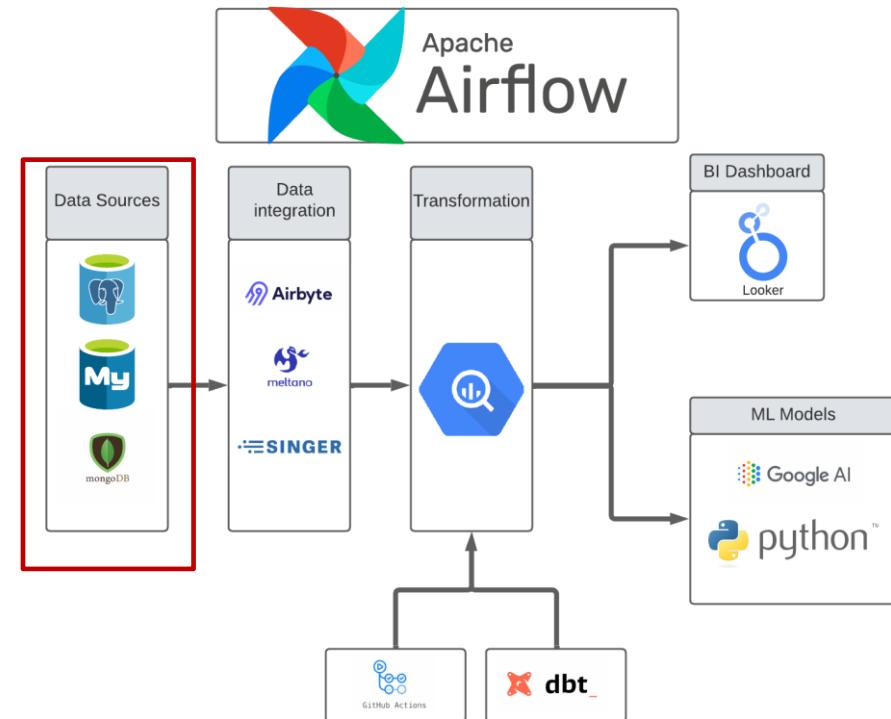 Apache
Airflow
Data Sources
My
mongoDB
Data
integration
Airbyte
meltano
SINGER
Transformation
BI Dashboard
Looker
ML Models
Google AI
python™
GitHub Actions
dbt_